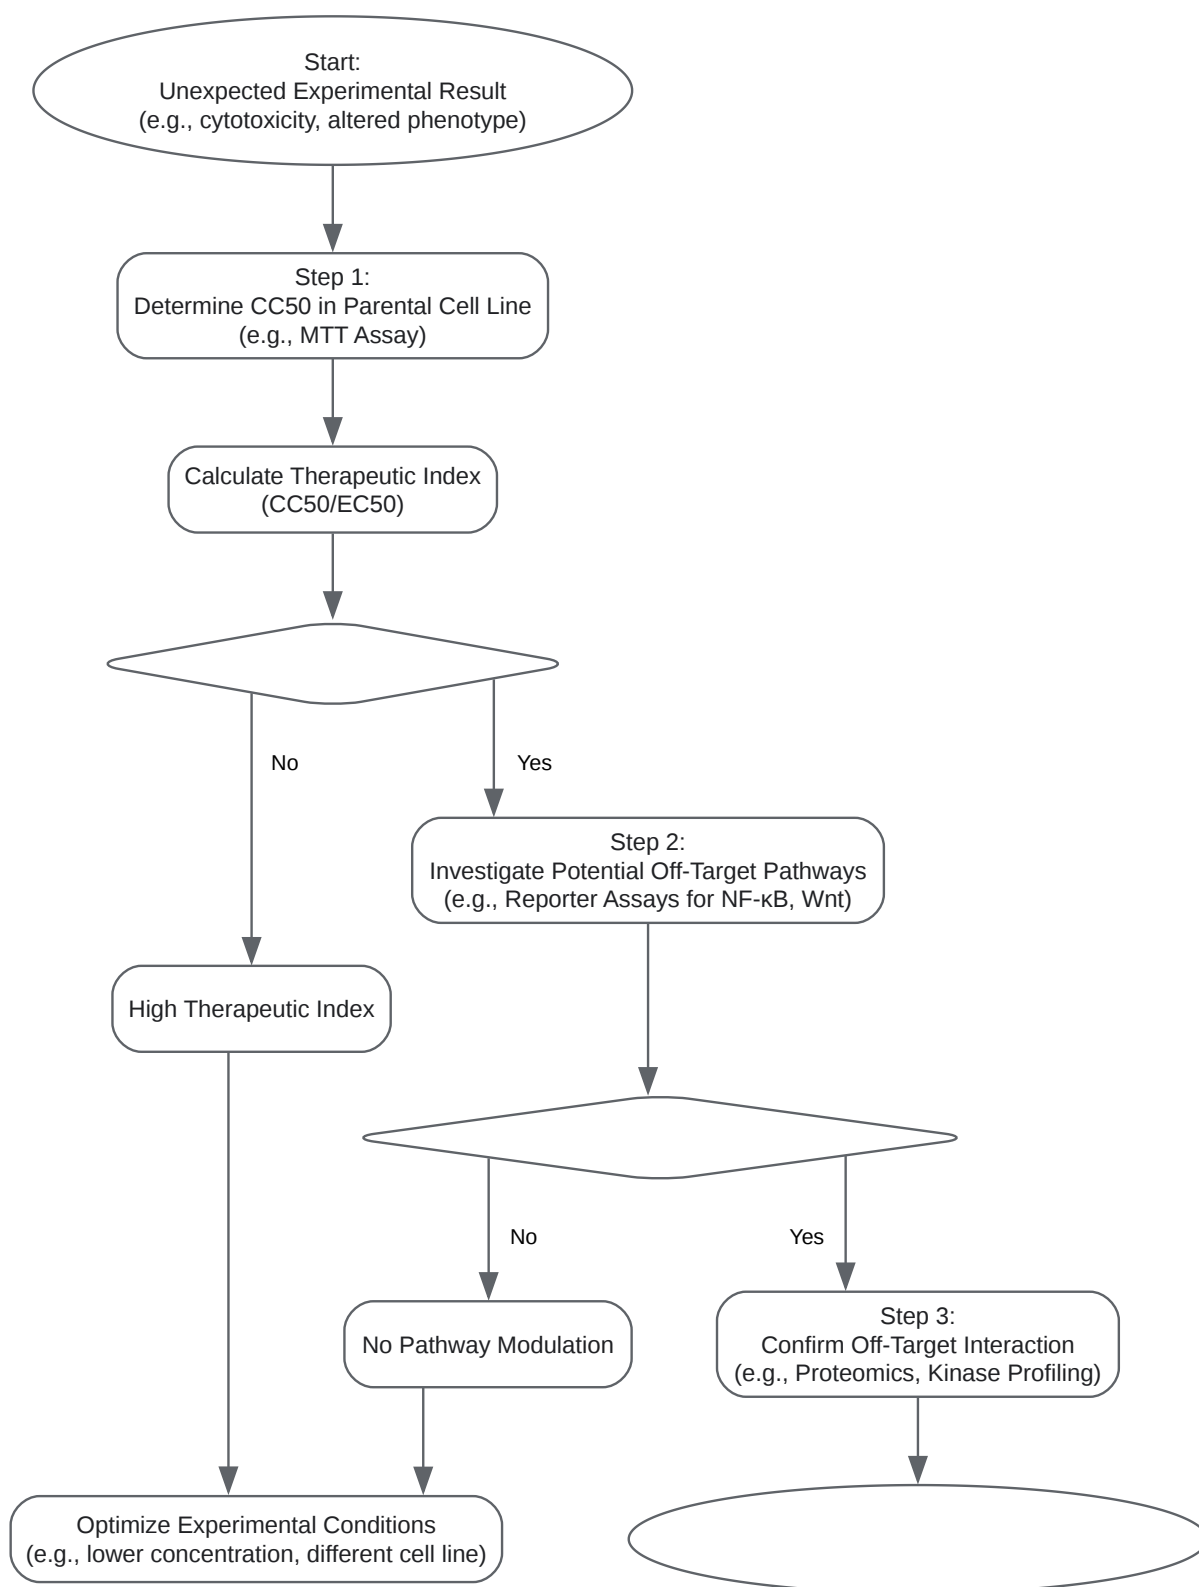 Start:
Unexpected Experimental Result
(e.g., cytotoxicity, altered phenotype)
Step 1:
Determine CC50 in Parental Cell Line
(e.g., MTT Assay)
Calculate Therapeutic Index
(CC50/EC50)
No
Yes
Step 2:
Investigate Potential Off-Target Pathways
(e.g., Reporter Assays for NF-κB, Wnt)
High Therapeutic Index
No
Yes
No Pathway Modulation
Step 3:
Confirm Off-Target Interaction
(e.g., Proteomics, Kinase Profiling)
Optimize Experimental Conditions
(e.g., lower concentration, different cell line)